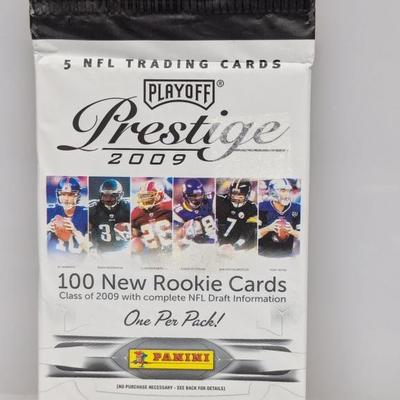 5 NFL TRADING CARDS
PLAYOFF®
Prestige
2009
100 New Rookie Cards
Class of 2009 with complete NFL Draft Information
One Per Pack!
PANINI
(NO PURCHASE NECESSARY - SEE BACK FOR DETAILS)